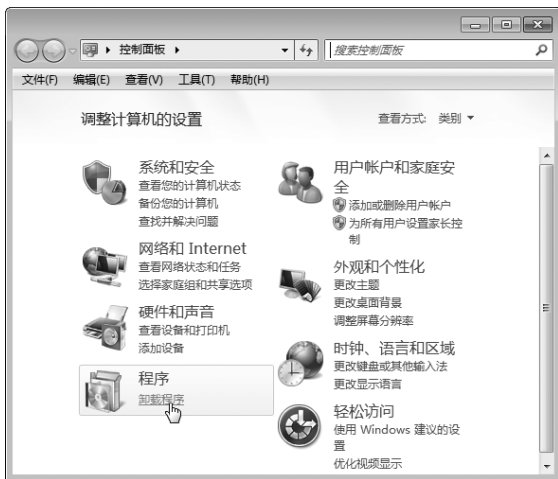 控制面板
搜索控制面板
文件(F) 编辑(E) 查看(V) 工具(T) 帮助(H)
调整计算机的设置
查看方式: 类别
系统和安全
查看您的计算机状态
备份您的计算机
查找并解决问题
网络和 Internet
查看网络状态和任务
选择家庭组和共享选项
硬件和声音
查看设备和打印机
添加设备
程序
卸载程序
用户帐户和家庭安
全
添加或删除用户帐户
为所有用户设置家长控
制
外观和个性化
更改主题
更改桌面背景
调整屏幕分辨率
时钟、语言和区域
更改键盘或其他输入法
更改显示语言
轻松访问
使用 Windows 建议的设
置
优化视频显示